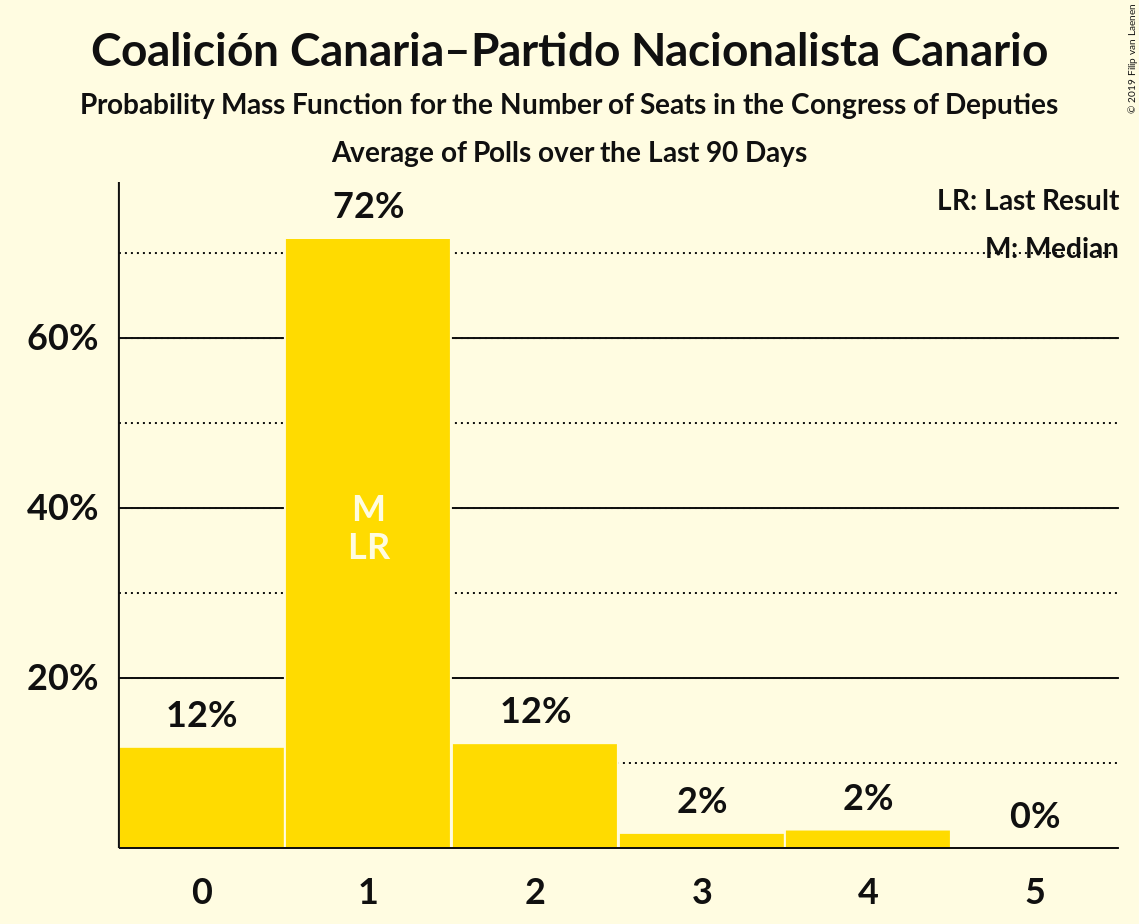 Coalición Canaria–Partido Nacionalista Canario
Probability Mass Function for the Number of Seats in the Congress of Deputies
Average of Polls over the Last 90 Days
© 2019 Filip van Laenen
LR: Last Result
M: Median
72%
60%
40%
M
LR
20%
12%
12%
2%
2%
0%
0
1
2
3
4
5